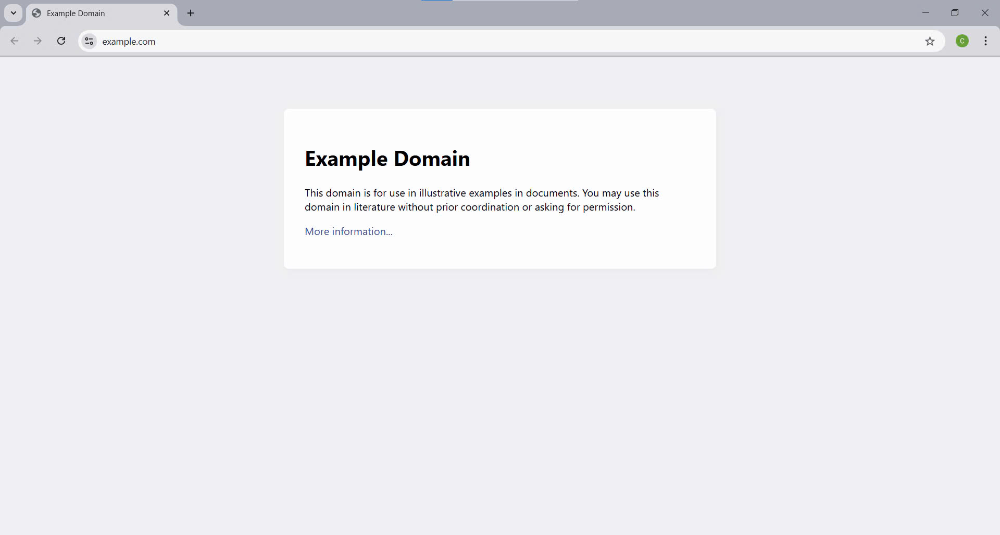 Example Domain
example.com
C
Example Domain
This domain is for use in illustrative examples in documents. You may use this
domain in literature without prior coordination or asking for permission.
More information...